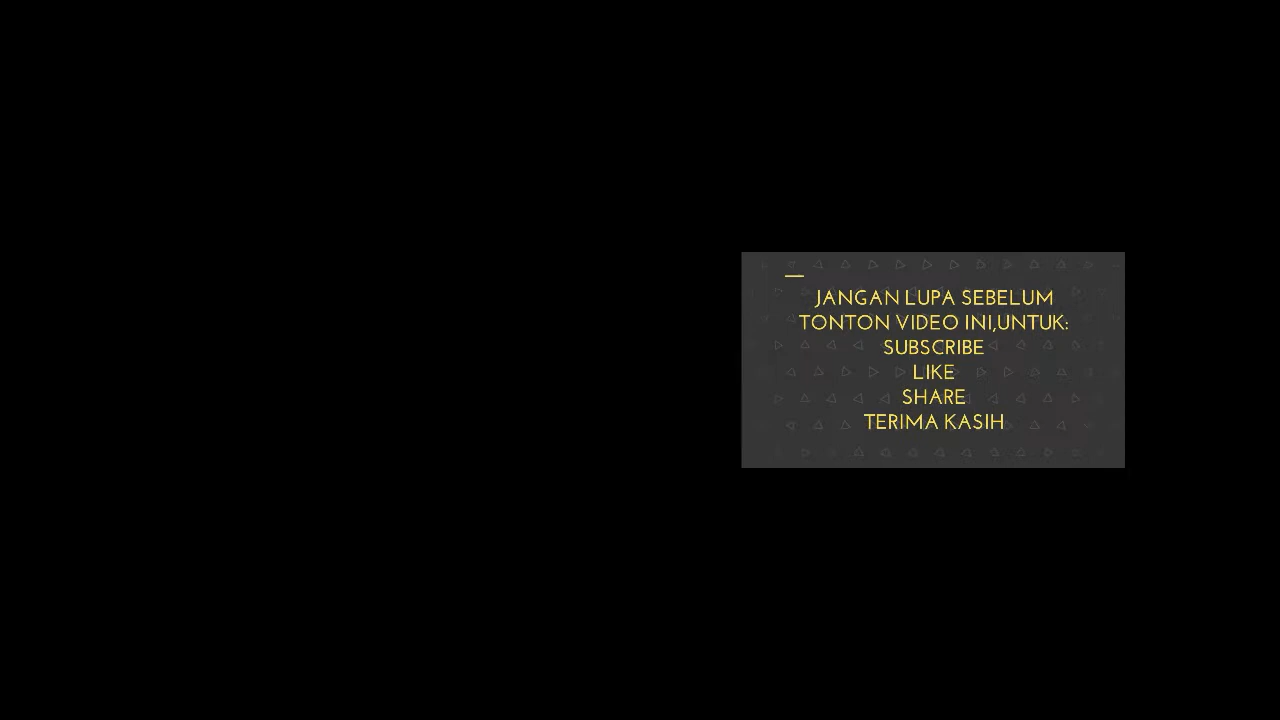 JANGAN LUPA SEBELUM
TONTON VIDEO INI,UNTUK:
SUBSCRIBE
LIKE
SHARE
TERIMA KASIH